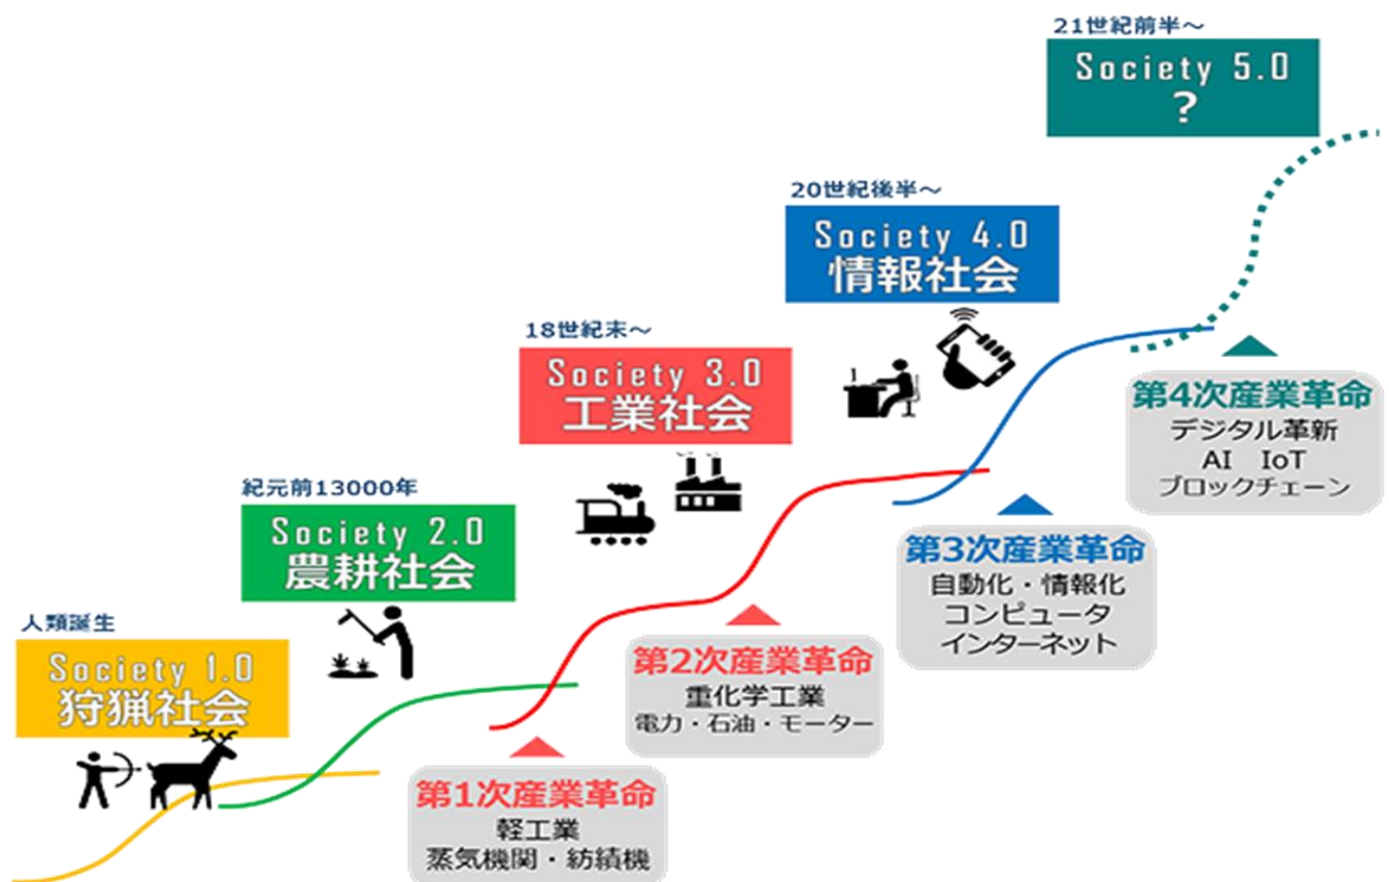 21世紀前半～
Society 5.0
？
20世紀後半～
Society 4.0
情報社会
18世紀末～
Society 3.0
工業社会
紀元前13000年
Society 2.0
農耕社会
人類誕生
Society 1.0
狩猟社会
第4次産業革命
デジタル革新
AI　IoT
ブロックチェーン
第3次産業革命
自動化・情報化
コンピュータ
インターネット
第2次産業革命
重化学工業
電力・石油・モーター
第1次産業革命
軽工業
蒸気機関・紡績機